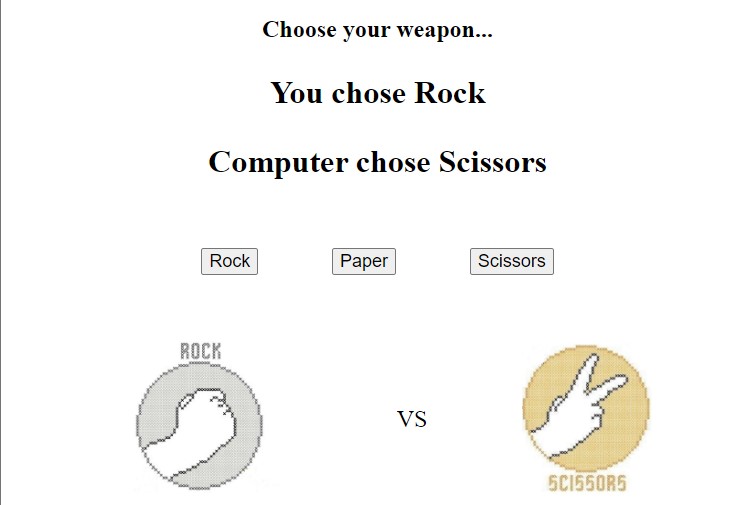 Choose your weapon...
You chose Rock
Computer chose Scissors
Rock Paper Scissors
ROCK
VS
SCISSORS